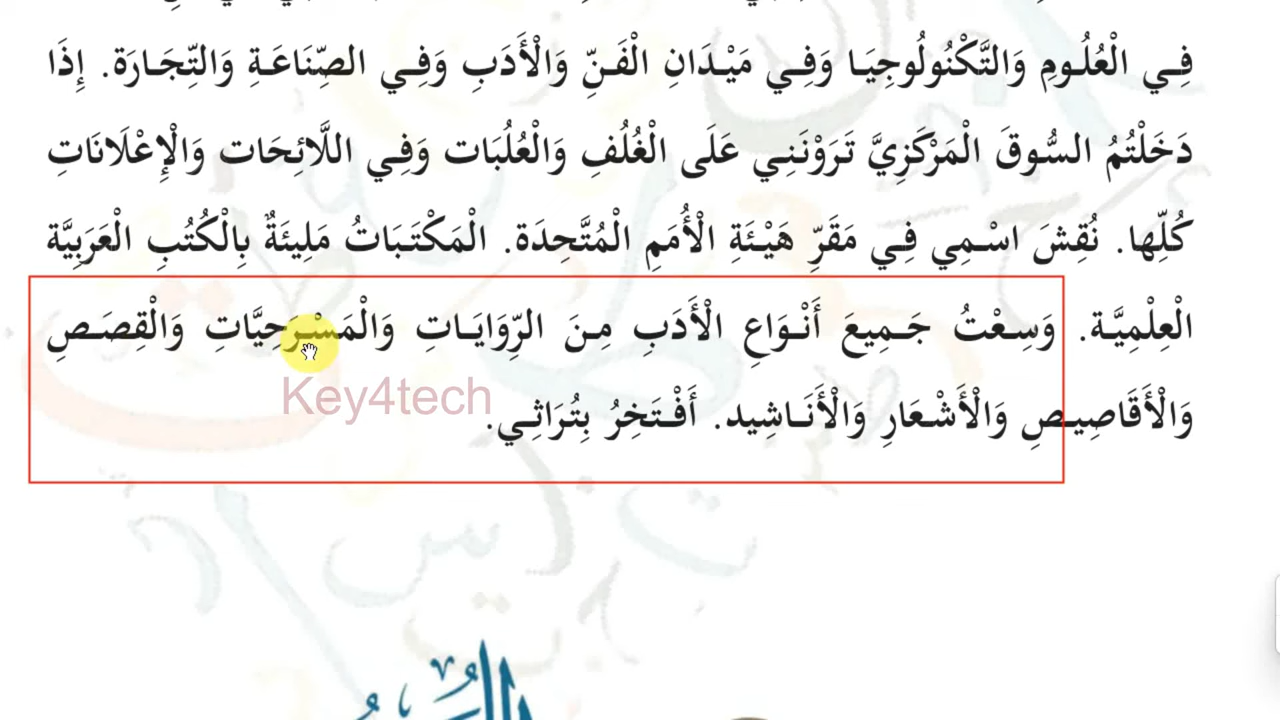 فِي الْعُلُومِ وَالتَّكْنُولُوجِيَا وَفِي مَيْدَانِ الْفَنِّ وَالْأَدَبِ وَفِي الصِّنَاعَةِ وَالتِّجَارَة. إِذَا
دَخَلْتُمُ السُّوقَ الْمَرْكَزِيَّ تَرَوْنَنِي عَلَى الْغُلُفِ وَالْعُلُبَات وَفِي اللَّائِحَات وَالْإِعْلَانَاتِ
كُلِّها. نُقِشَ اسْمِي فِي مَقَرِّ هَيْئَةِ الْأُمَمِ الْمُتَّحِدَة. الْمَكْتَبَاتُ مَلِيئَةٌ بِالْكُتُبِ الْعَرَبِيَّة
الْعِلْمِيَّة. وَسِعْتُ جَمِيعَ أَنْوَاعِ الْأَدَبِ مِنَ الرِّوَايَاتِ وَالْمَسْرَحِيَّاتِ وَالْقِصَصِ
Key4tech
وَالْأَقَاصِيصِ وَالْأَشْعَارِ وَالْأَنَاشِيد. أَفْتَخِرُ بِتُرَاثِي.